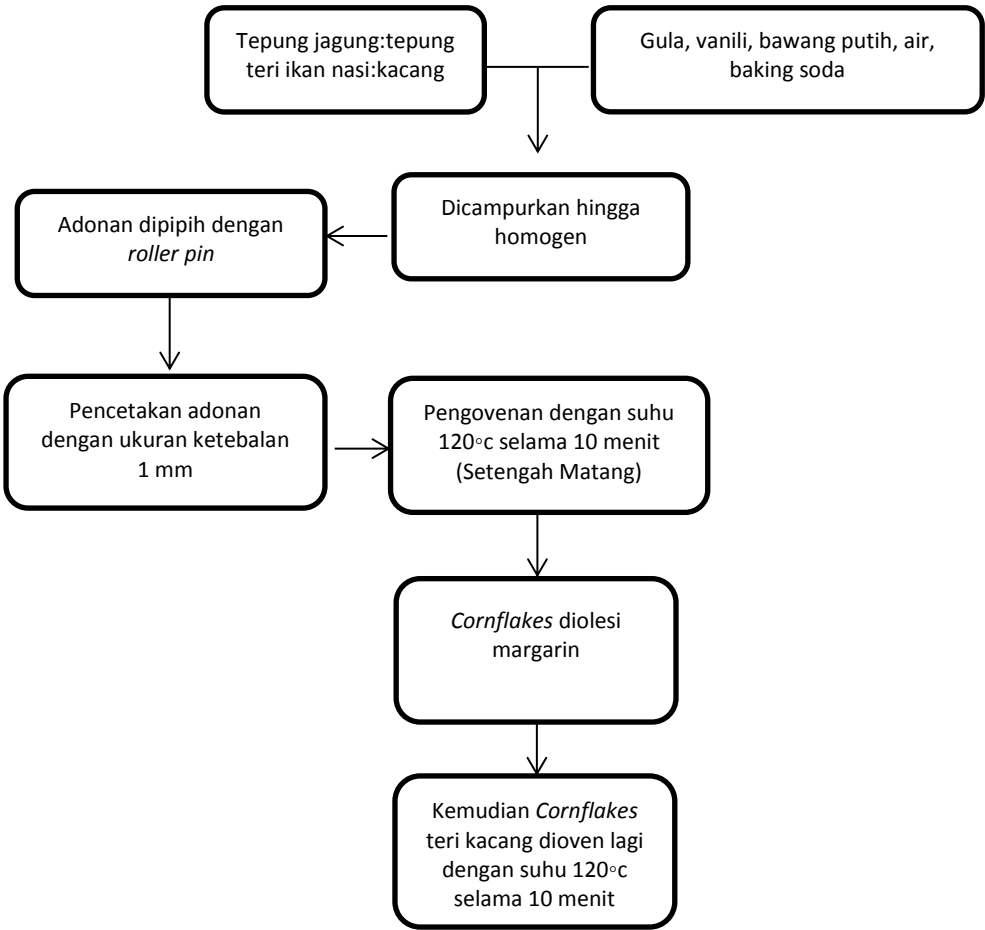 Tepung jagung:tepung
teri ikan nasi:kacang
Gula, vanili, bawang putih, air,
baking soda
Dicampurkan hingga
homogen
Adonan dipipih dengan
roller pin
Pencetakan adonan
dengan ukuran ketebalan
1 mm
Pengovenan dengan suhu
120◦c selama 10 menit
(Setengah Matang)
Cornflakes diolesi
margarin
Kemudian Cornflakes
teri kacang dioven lagi
dengan suhu 120◦c
selama 10 menit